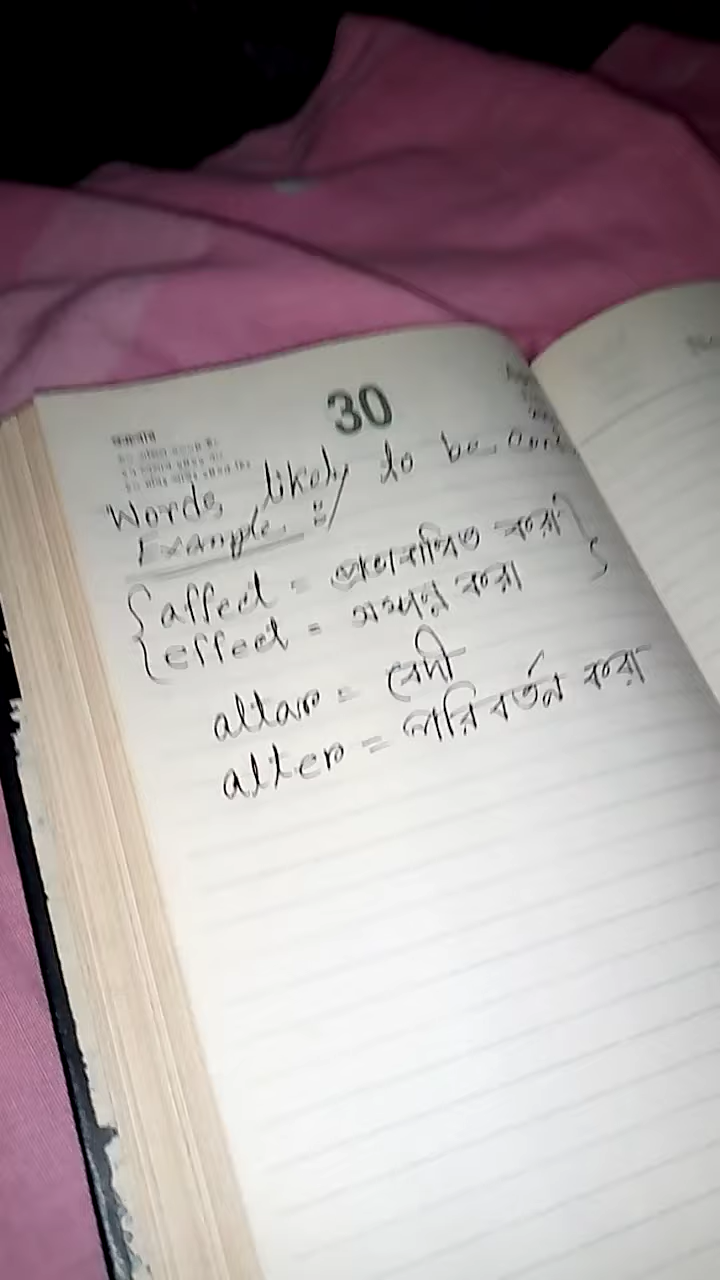 30
Words likely to be
Example :-
affect = প্রভাবান্বিত করা
effect = সম্পন্ন করা
altar = বেদী
alter = পরিবর্তন করা